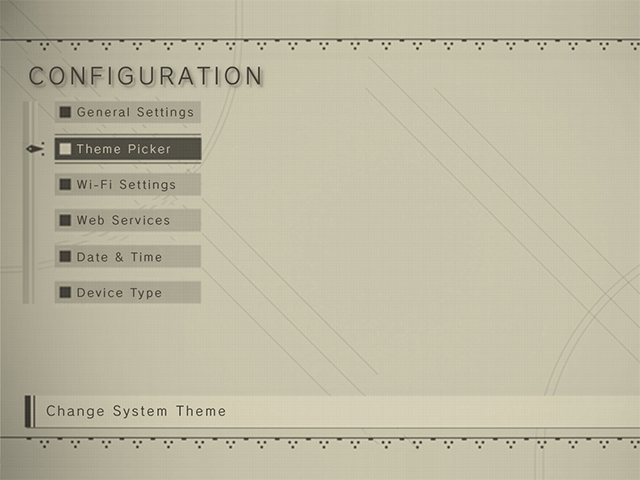 CONFIGURATION
General Settings
Theme Picker
Wi-Fi Settings
Web Services
Date & Time
Device Type
Change System Theme